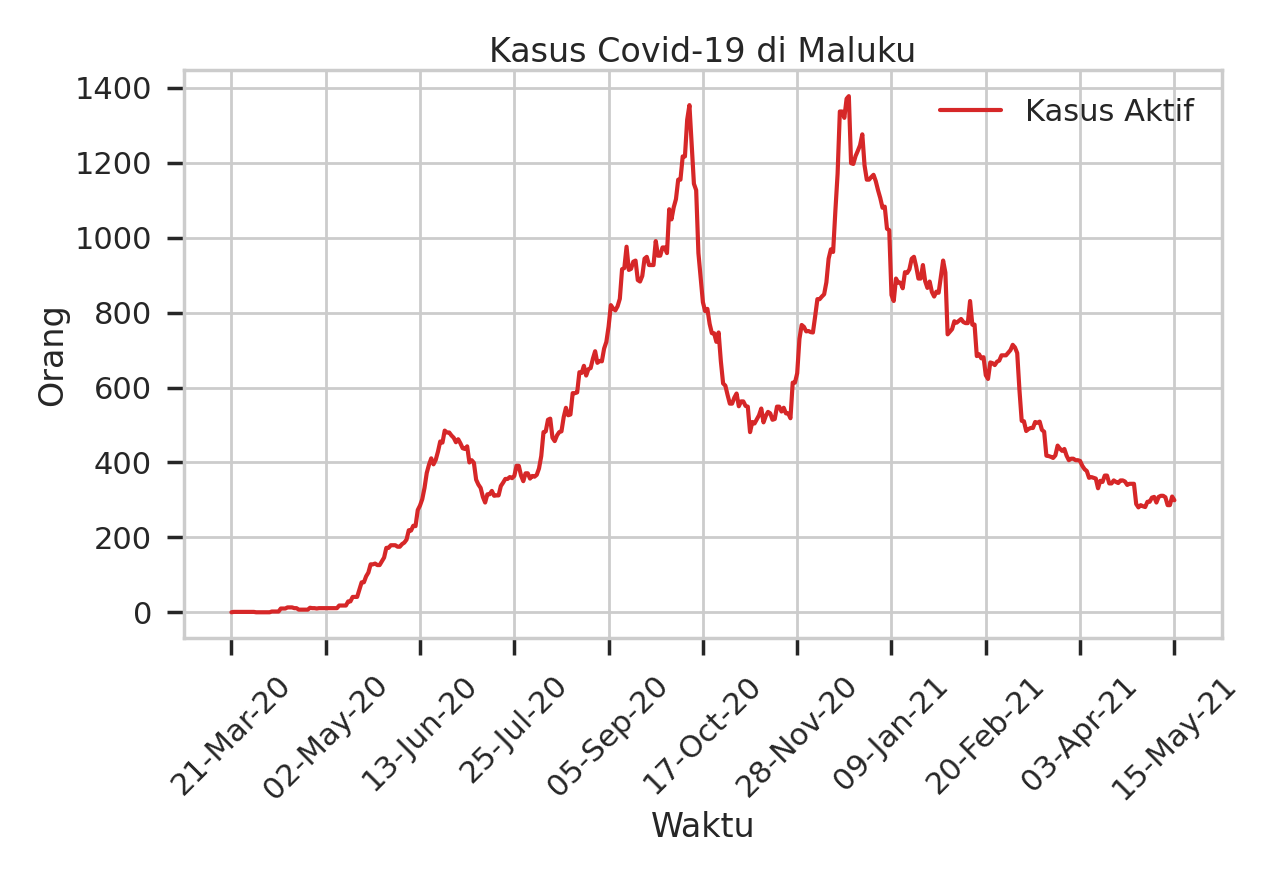 Kasus Covid-19 di Maluku
Kasus Aktif
1400
1200
1000
800
600
400
200
0
Orang
21-Mar-20
02-May-20
13-Jun-20
25-Jul-20
05-Sep-20
17-Oct-20
28-Nov-20
09-Jan-21
20-Feb-21
03-Apr-21
15-May-21
Waktu